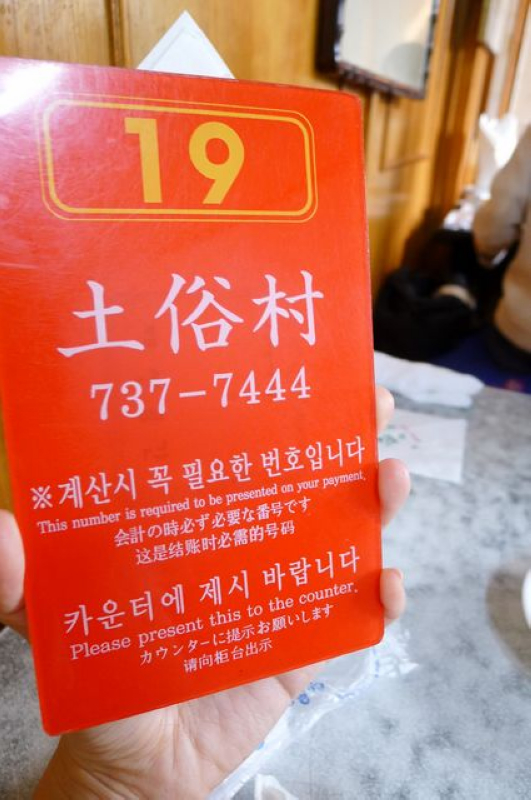 19
土俗村
737-7444
※계산시 꼭 필요한 번호입니다
This number is required to be presented on your payment.
会計の時必ず必要な番号です
这是结账时必需的号码
카운터에 제시 바랍니다
Please present this to the counter.
カウンターに提示お願いします
请向柜台出示